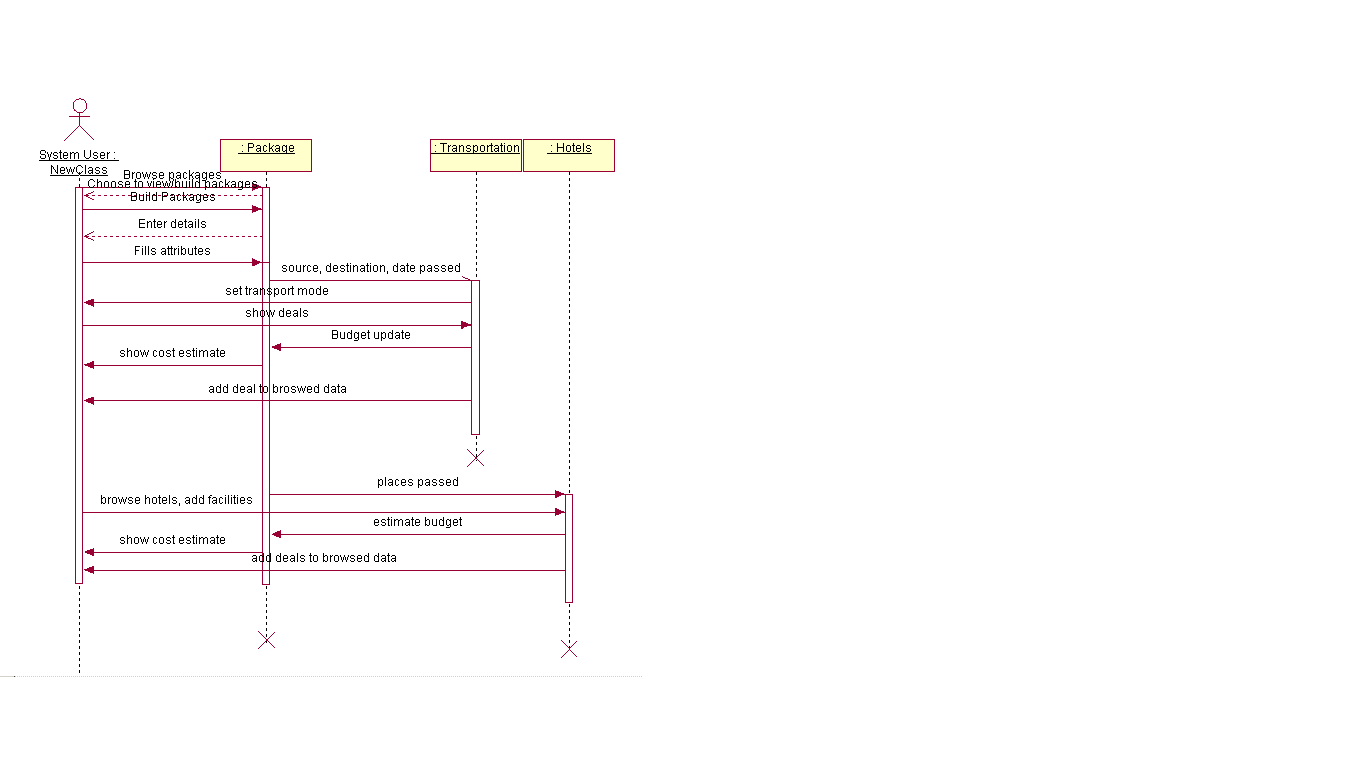 System User :
NewClass
: Package
: Transportation
: Hotels
Browse packages
Choose to view/build packages
Build Packages
Enter details
Fills attributes
source, destination, date passed
set transport mode
show deals
Budget update
show cost estimate
add deal to broswed data
places passed
browse hotels, add facilities
estimate budget
show cost estimate
add deals to browsed data